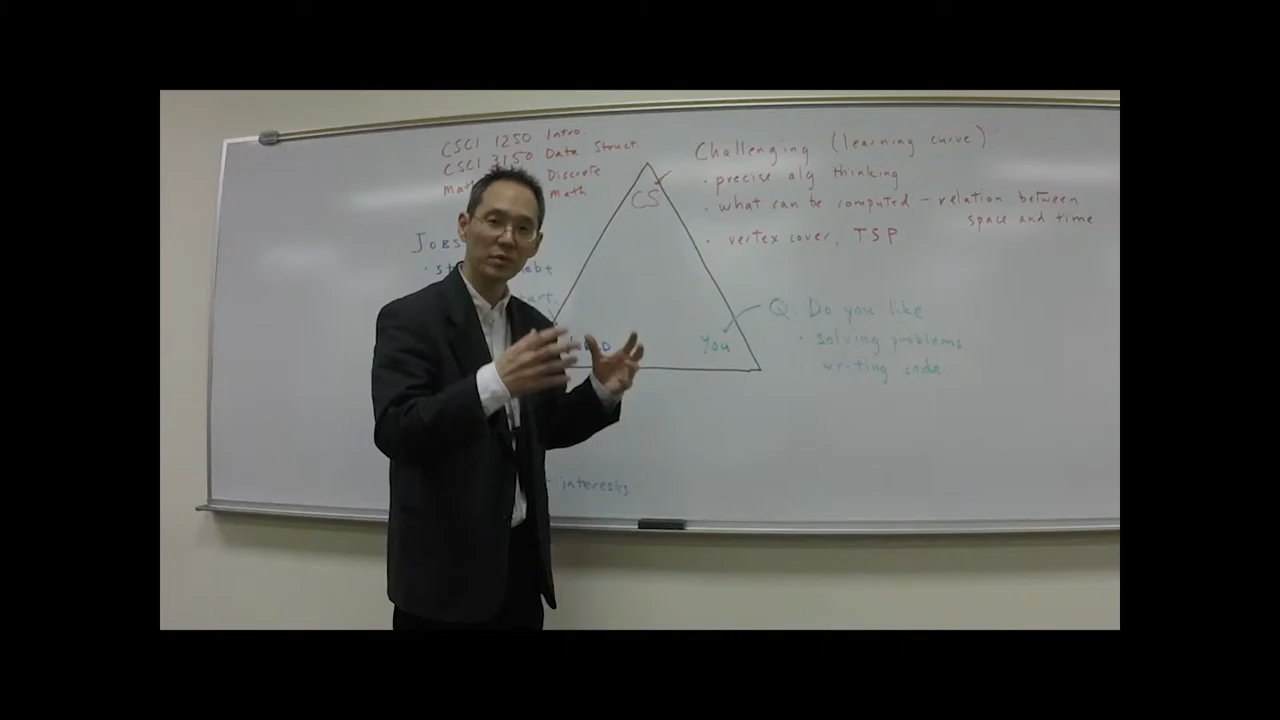 CSCI 1250 Intro.
CSCI 3150 Data Struct.
Math Discrete
Math
CS
Challenging (learning curve)
• precise alg thinking
• what can be computed - relation between
space and time
• vertex cover, TSP
JOBS
Q. Do you like
• solving problems
• writing code
You
interests